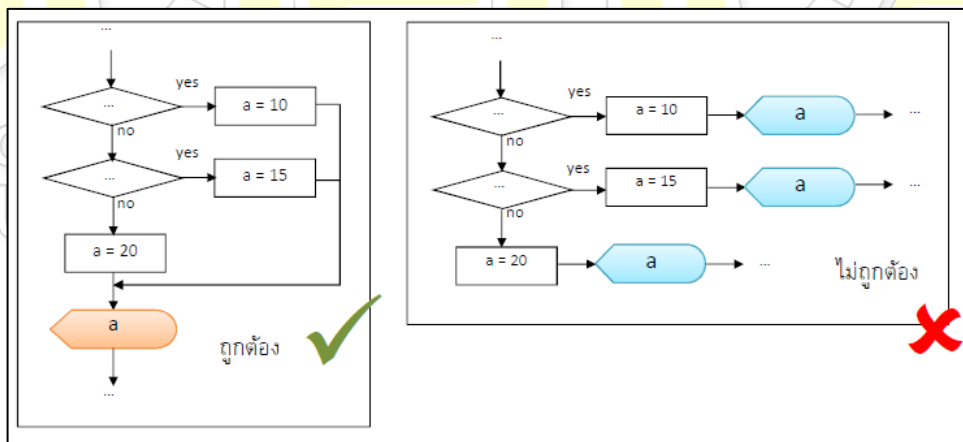 ...
yes
...
a = 10
no
yes
...
a = 15
no
a = 20
a
ถูกต้อง
...
...
yes
...
a = 10
a
...
no
yes
...
a = 15
a
...
no
a = 20
a
...
ไม่ถูกต้อง